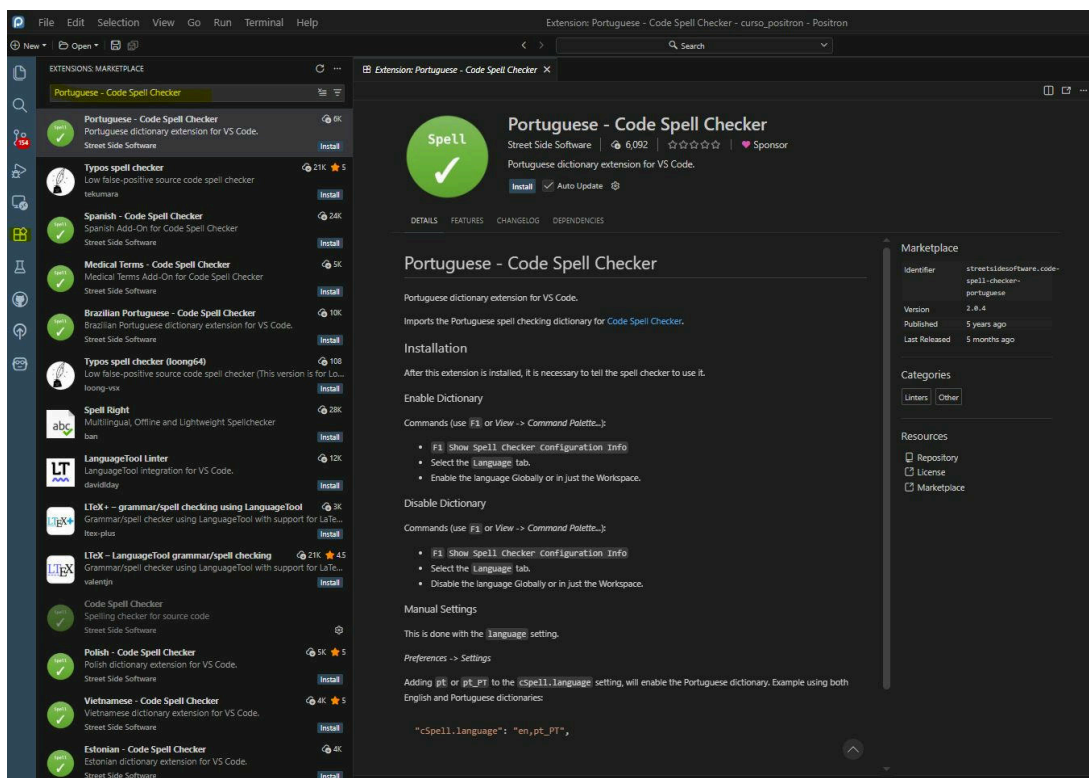 File Edit Selection View Go Run Terminal Help
Extension: Portuguese - Code Spell Checker - curso_positron - Positron
New Open Search
EXTENSIONS: MARKETPLACE
Portuguese - Code Spell Checker
154
Portuguese - Code Spell Checker 6K
Portuguese dictionary extension for VS Code.
Street Side Software Install
Typos spell checker 21K 5
Low false-positive source code spell checker
tekumara Install
Spanish - Code Spell Checker 24K
Spanish Add-On for Code Spell Checker
Street Side Software Install
Medical Terms - Code Spell Checker 5K
Medical Terms Add-On for Code Spell Checker
Street Side Software Install
Brazilian Portuguese - Code Spell Checker 10K
Brazilian Portuguese dictionary extension for VS Code.
Street Side Software Install
Typos spell checker (loong64) 108
Low false-positive source code spell checker (This version is for Lo...
loong-vsx Install
Spell Right 28K
Multilingual, Offline and Lightweight Spellchecker
ban Install
LanguageTool Linter 12K
LanguageTool integration for VS Code.
davidlday Install
LTeX+ – grammar/spell checking using LanguageTool 3K
Grammar/spell checker using LanguageTool with support for LaTe...
ltex-plus Install
LTeX – LanguageTool grammar/spell checking 21K 4.5
Grammar/spell checker using LanguageTool with support for LaTe...
valentjn Install
Code Spell Checker
Spelling checker for source code
Street Side Software
Polish - Code Spell Checker 5K 5
Polish dictionary extension for VS Code.
Street Side Software Install
Vietnamese - Code Spell Checker 4K 5
Vietnamese dictionary extension for VS Code.
Street Side Software Install
Estonian - Code Spell Checker 4K
Estonian dictionary extension for VS Code.
Street Side Software Install
Extension: Portuguese - Code Spell Checker
Spell
Portuguese - Code Spell Checker
Street Side Software 6,092 Sponsor
Portuguese dictionary extension for VS Code.
Install Auto Update
DETAILS FEATURES CHANGELOG DEPENDENCIES
Portuguese - Code Spell Checker
Portuguese dictionary extension for VS Code.
Imports the Portuguese spell checking dictionary for Code Spell Checker.
Installation
After this extension is installed, it is necessary to tell the spell checker to use it.
Enable Dictionary
Commands (use F1 or View -> Command Palette...):
• F1 Show Spell Checker Configuration Info
• Select the Language tab.
• Enable the language Globally or in just the Workspace.
Disable Dictionary
Commands (use F1 or View -> Command Palette...):
• F1 Show Spell Checker Configuration Info
• Select the Language tab.
• Disable the language Globally or in just the Workspace.
Manual Settings
This is done with the language setting.
Preferences -> Settings
Adding pt or pt_PT to the cSpell.language setting, will enable the Portuguese dictionary. Example using both
English and Portuguese dictionaries:
"cSpell.language": "en,pt_PT",
Marketplace
Identifier streetsidesoftware.code-
spell-checker-
portuguese
Version 2.0.4
Published 5 years ago
Last Released 5 months ago
Categories
Linters Other
Resources
Repository
License
Marketplace